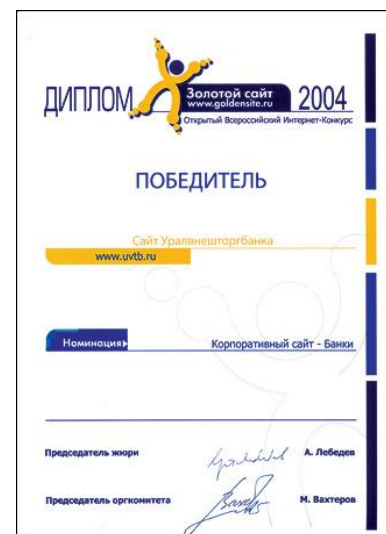 ДИПЛОМ
Золотой сайт
www.goldensite.ru
2004
Открытый Всероссийский Интернет-Конкурс
ПОБЕДИТЕЛЬ
Сайт Уралвнешторгбанка
www.uvtb.ru
Номинация
Корпоративный сайт - Банки
Председатель жюри
А. Лебедев
Председатель оргкомитета
М. Вахтеров